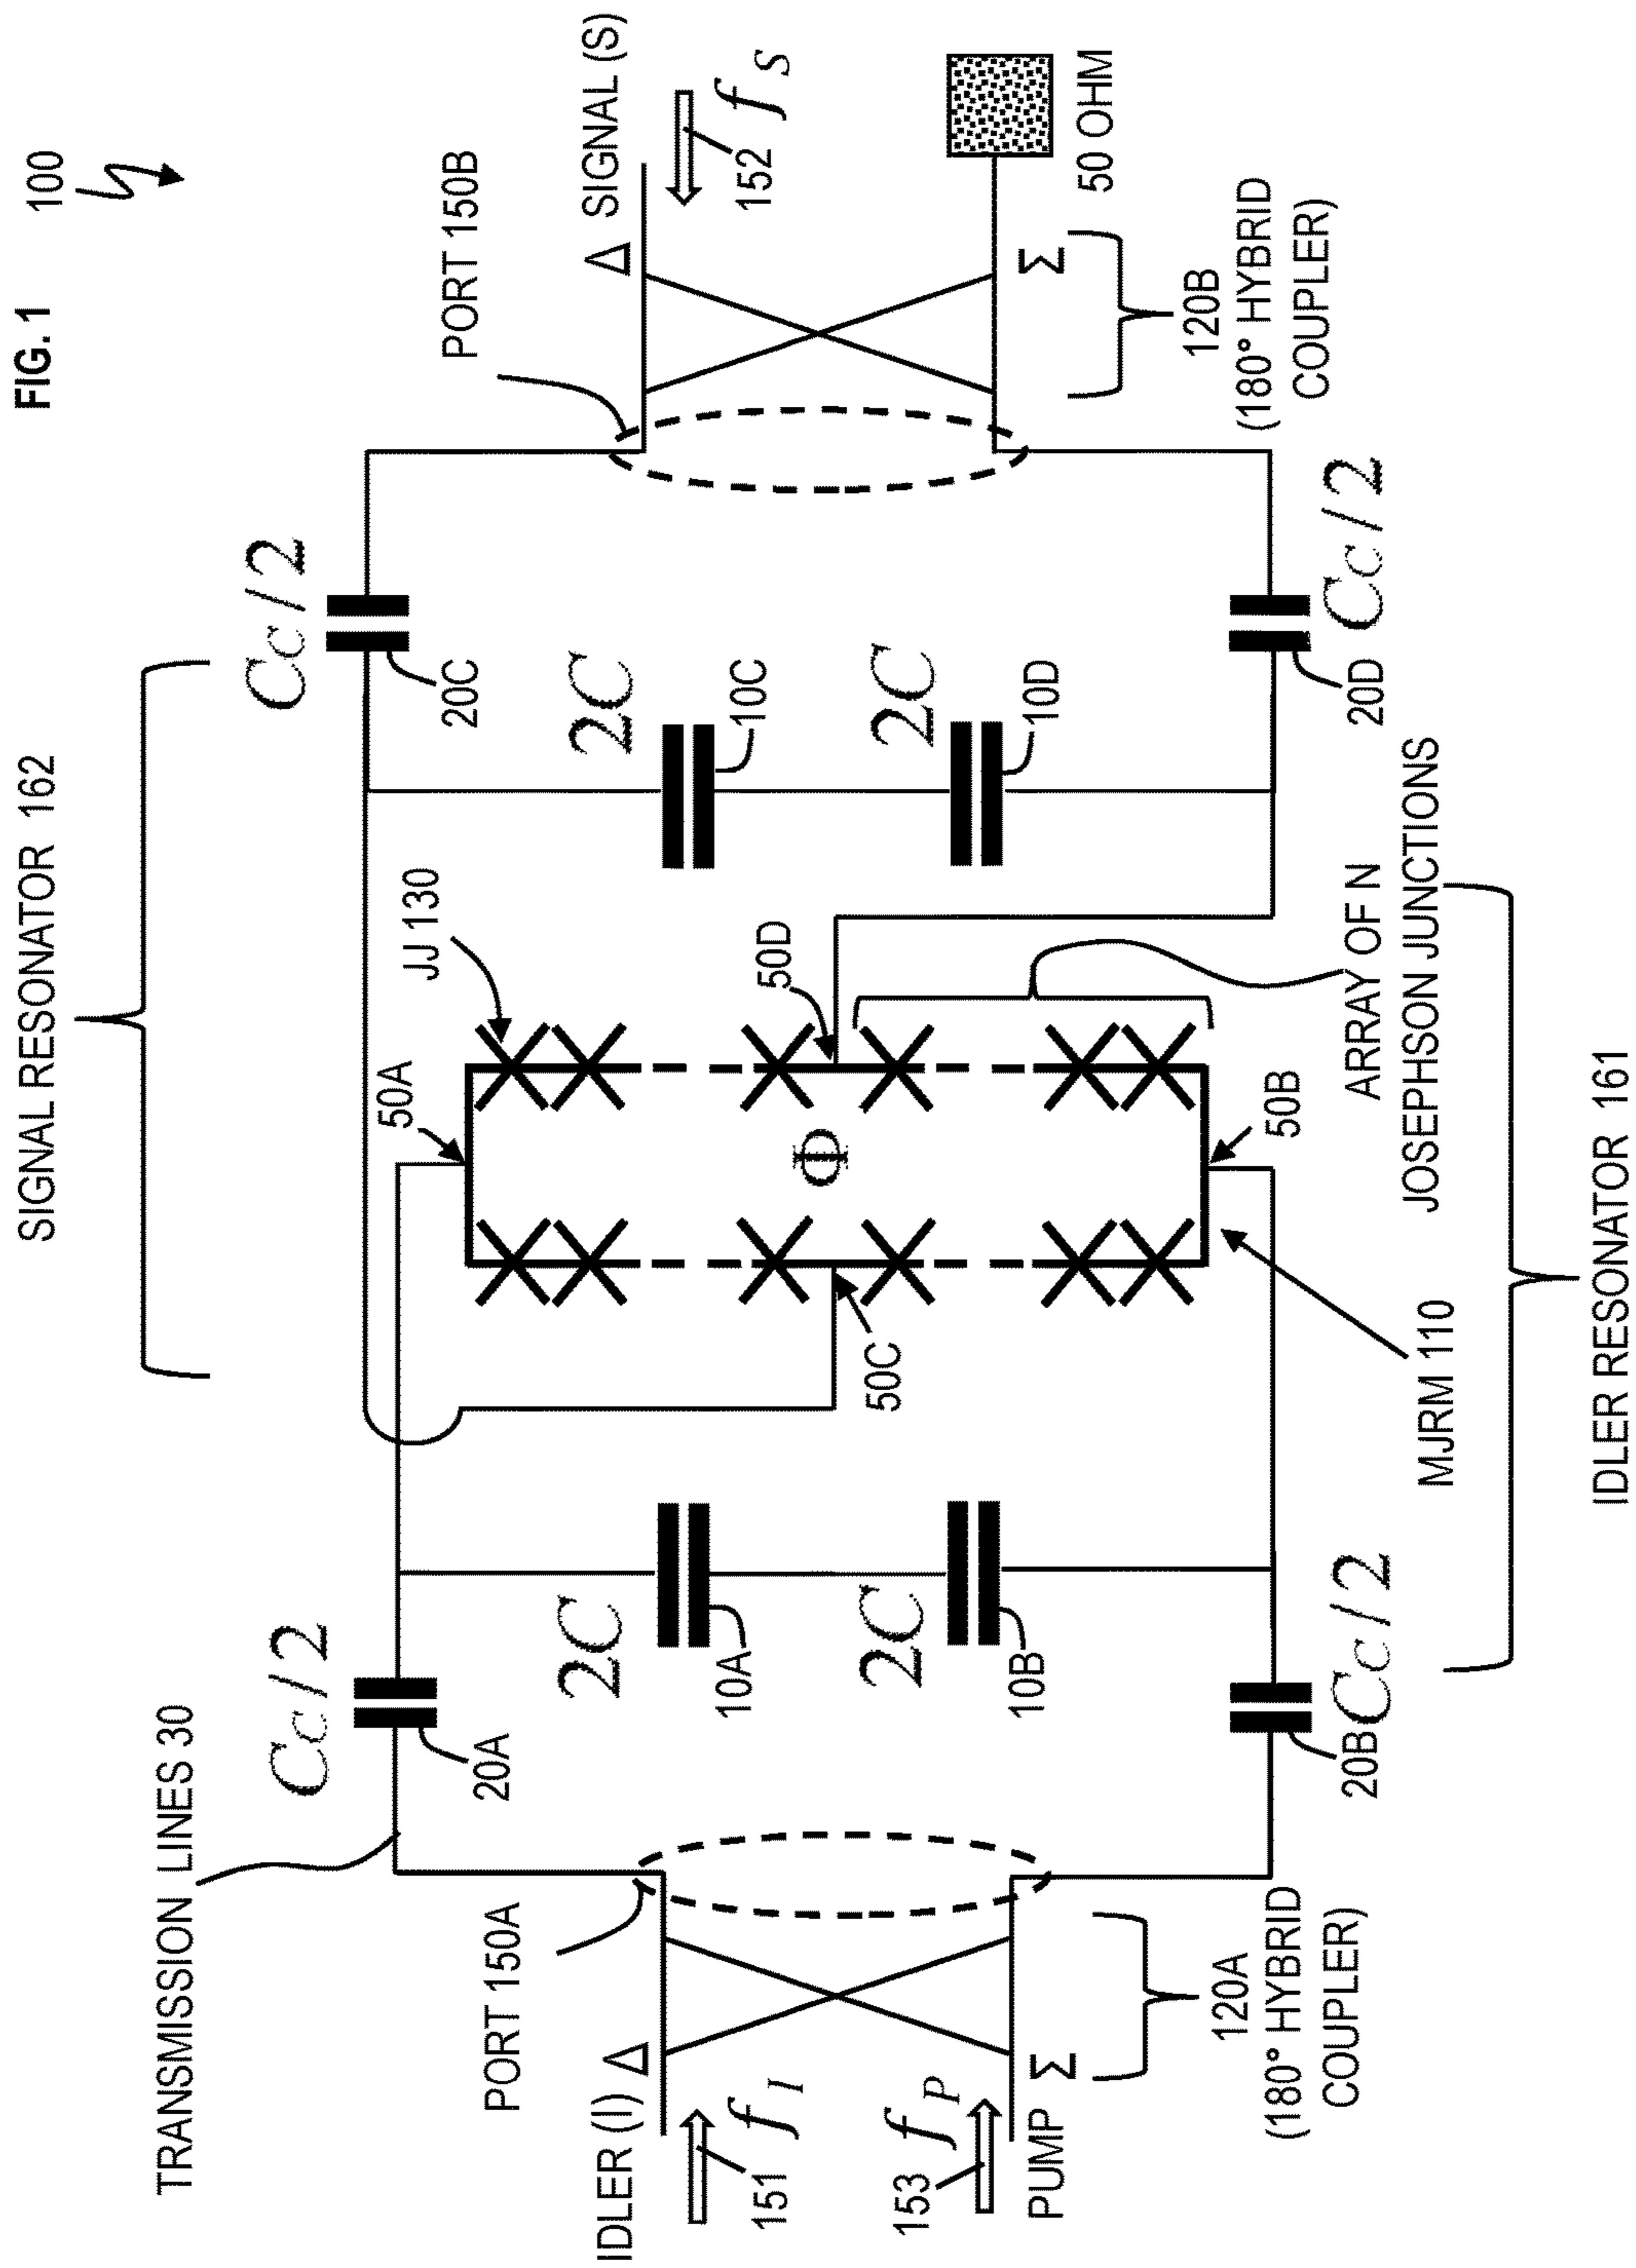 FIG. 1
100
SIGNAL RESONATOR 162
TRANSMISSION LINES 30
Cc/2
Cc/2
20A
20C
50A
JJ 130
PORT 150A
PORT 150B
IDLER (I)
Δ
151
f I
2C
10A
2C
10C
Δ
SIGNAL (S)
152
f S
50C
Φ
50D
153
f P
PUMP
Σ
2C
10B
2C
10D
Σ
50 OHM
120A
(180° HYBRID
COUPLER)
20B
Cc/2
MJRM 110
50B
ARRAY OF N
JOSEPHSON JUNCTIONS
20D
Cc/2
120B
(180° HYBRID
COUPLER)
IDLER RESONATOR 161